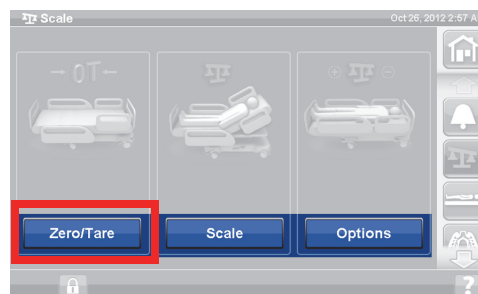 Scale
Oct 26, 2012 2:57 A
→ 0T ←
Zero/Tare
Scale
Options
?